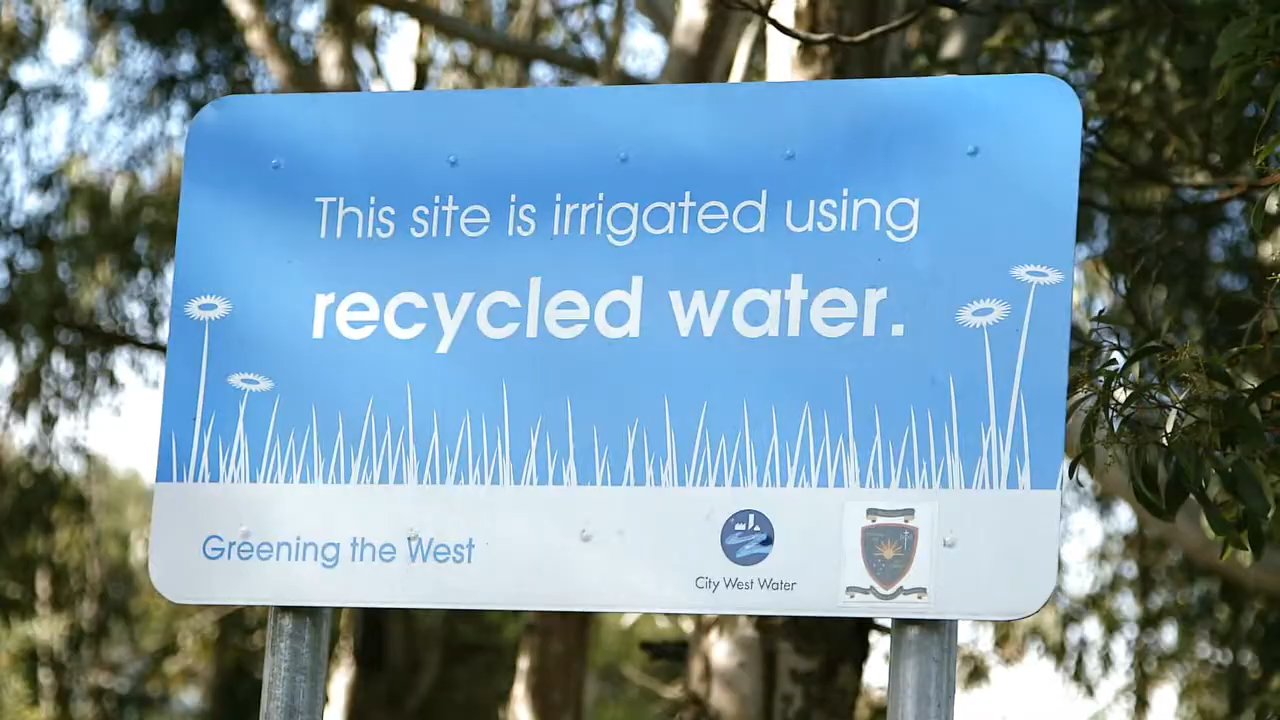 This site is irrigated using
recycled water.
Greening the West
City West Water